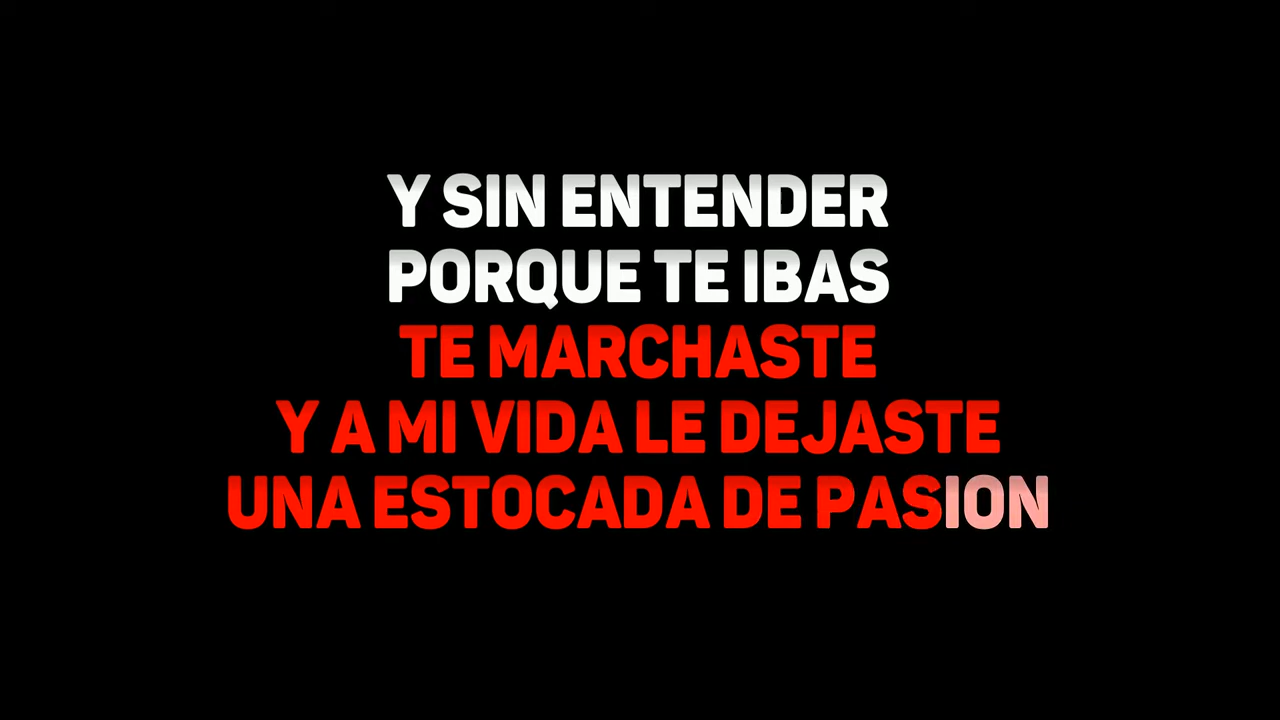 Y SIN ENTENDER
PORQUE TE IBAS
TE MARCHASTE
Y A MI VIDA LE DEJASTE
UNA ESTOCADA DE PASION